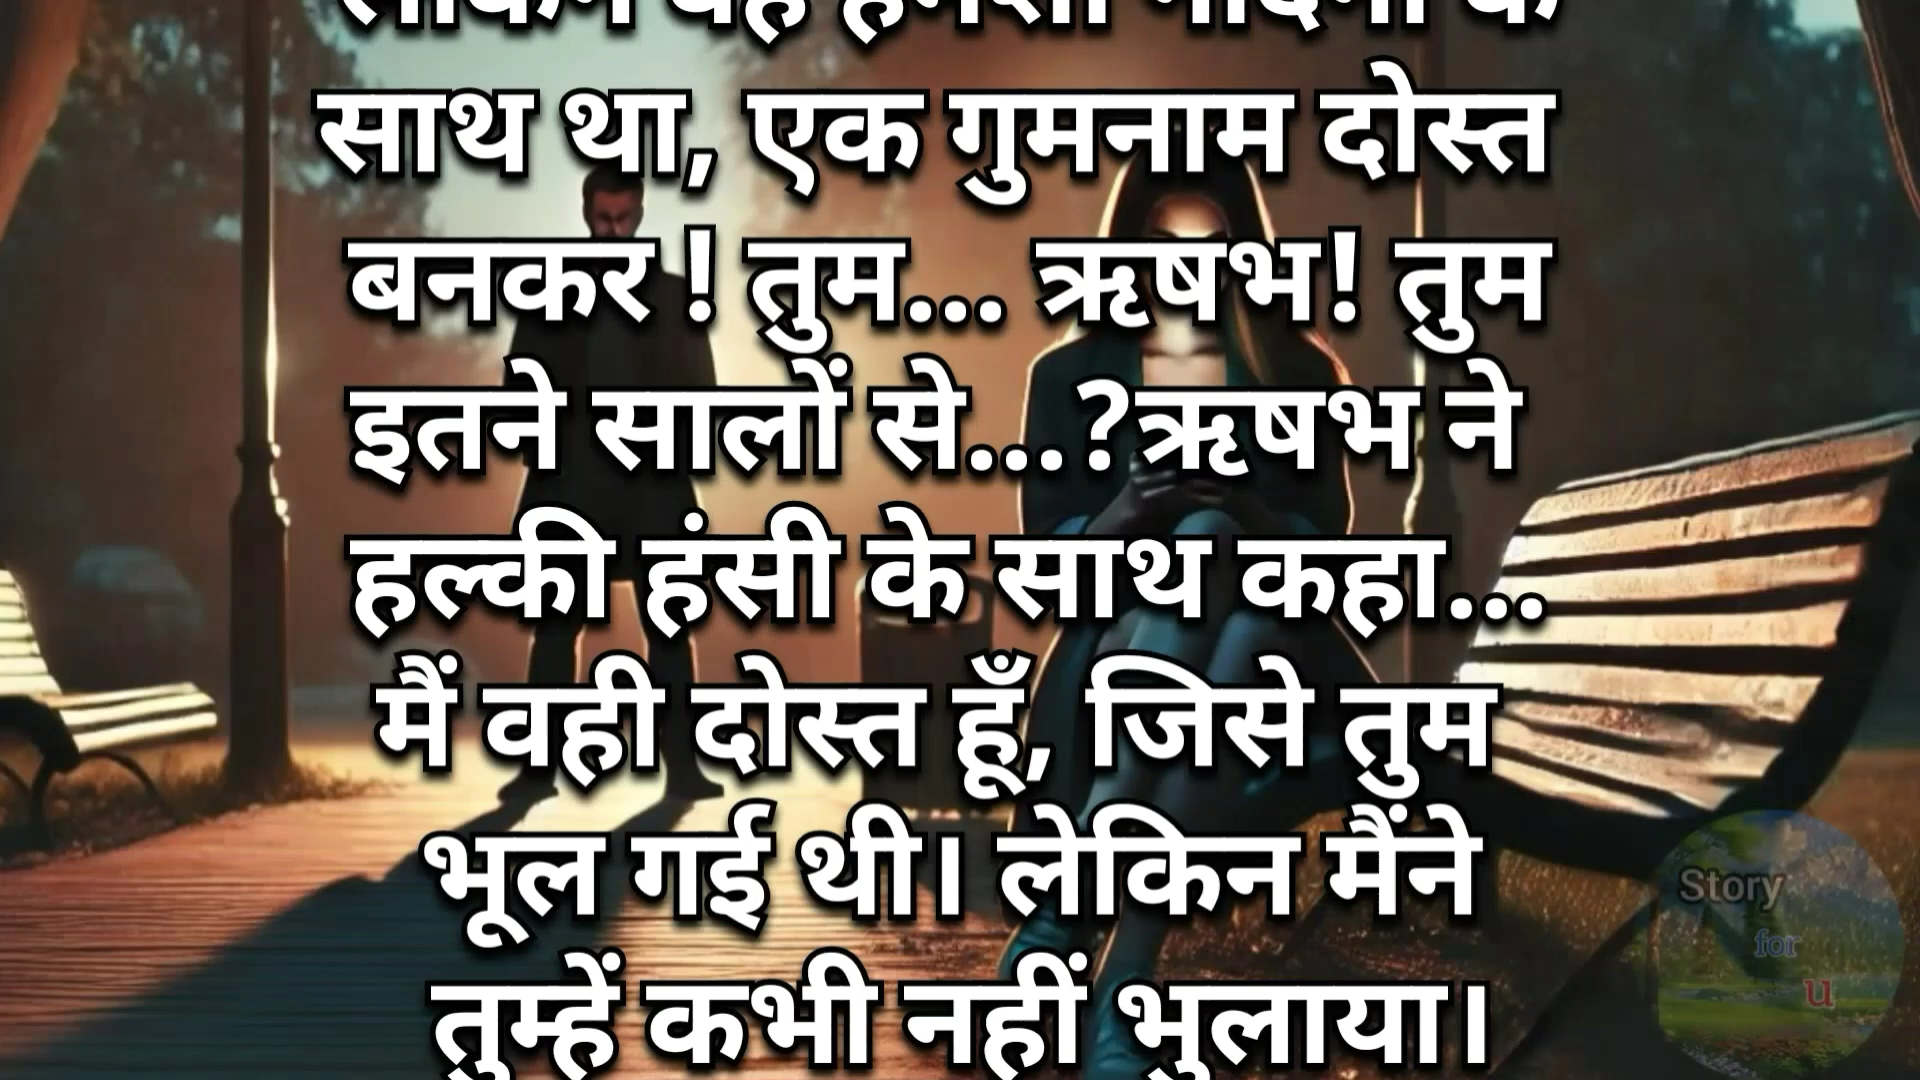 साथ था, एक गुमनाम दोस्त
बनकर ! तुम... ऋषभ! तुम
इतने सालों से...?ऋषभ ने
हल्की हंसी के साथ कहा...
मैं वही दोस्त हूँ, जिसे तुम
भूल गई थी। लेकिन मैंने
तुम्हें कभी नहीं भुलाया।
Story
for
u